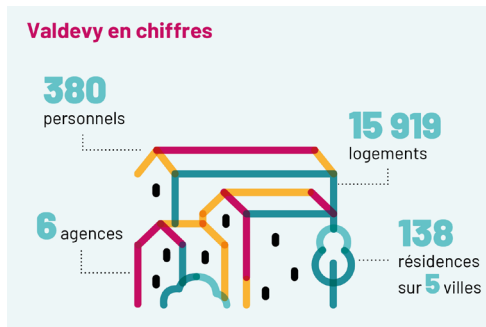 Valdevy en chiffres
380
personnels
15 919
logements
6 agences
138
résidences
sur 5 villes